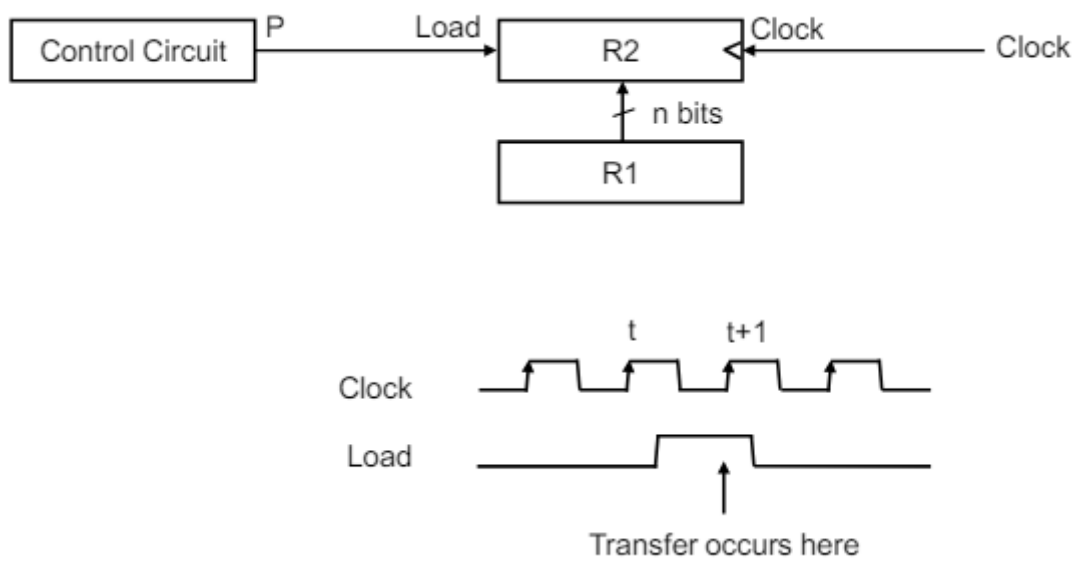 P
Load
Clock
Control Circuit
R2
Clock
n bits
R1
t
t+1
Clock
Load
Transfer occurs here